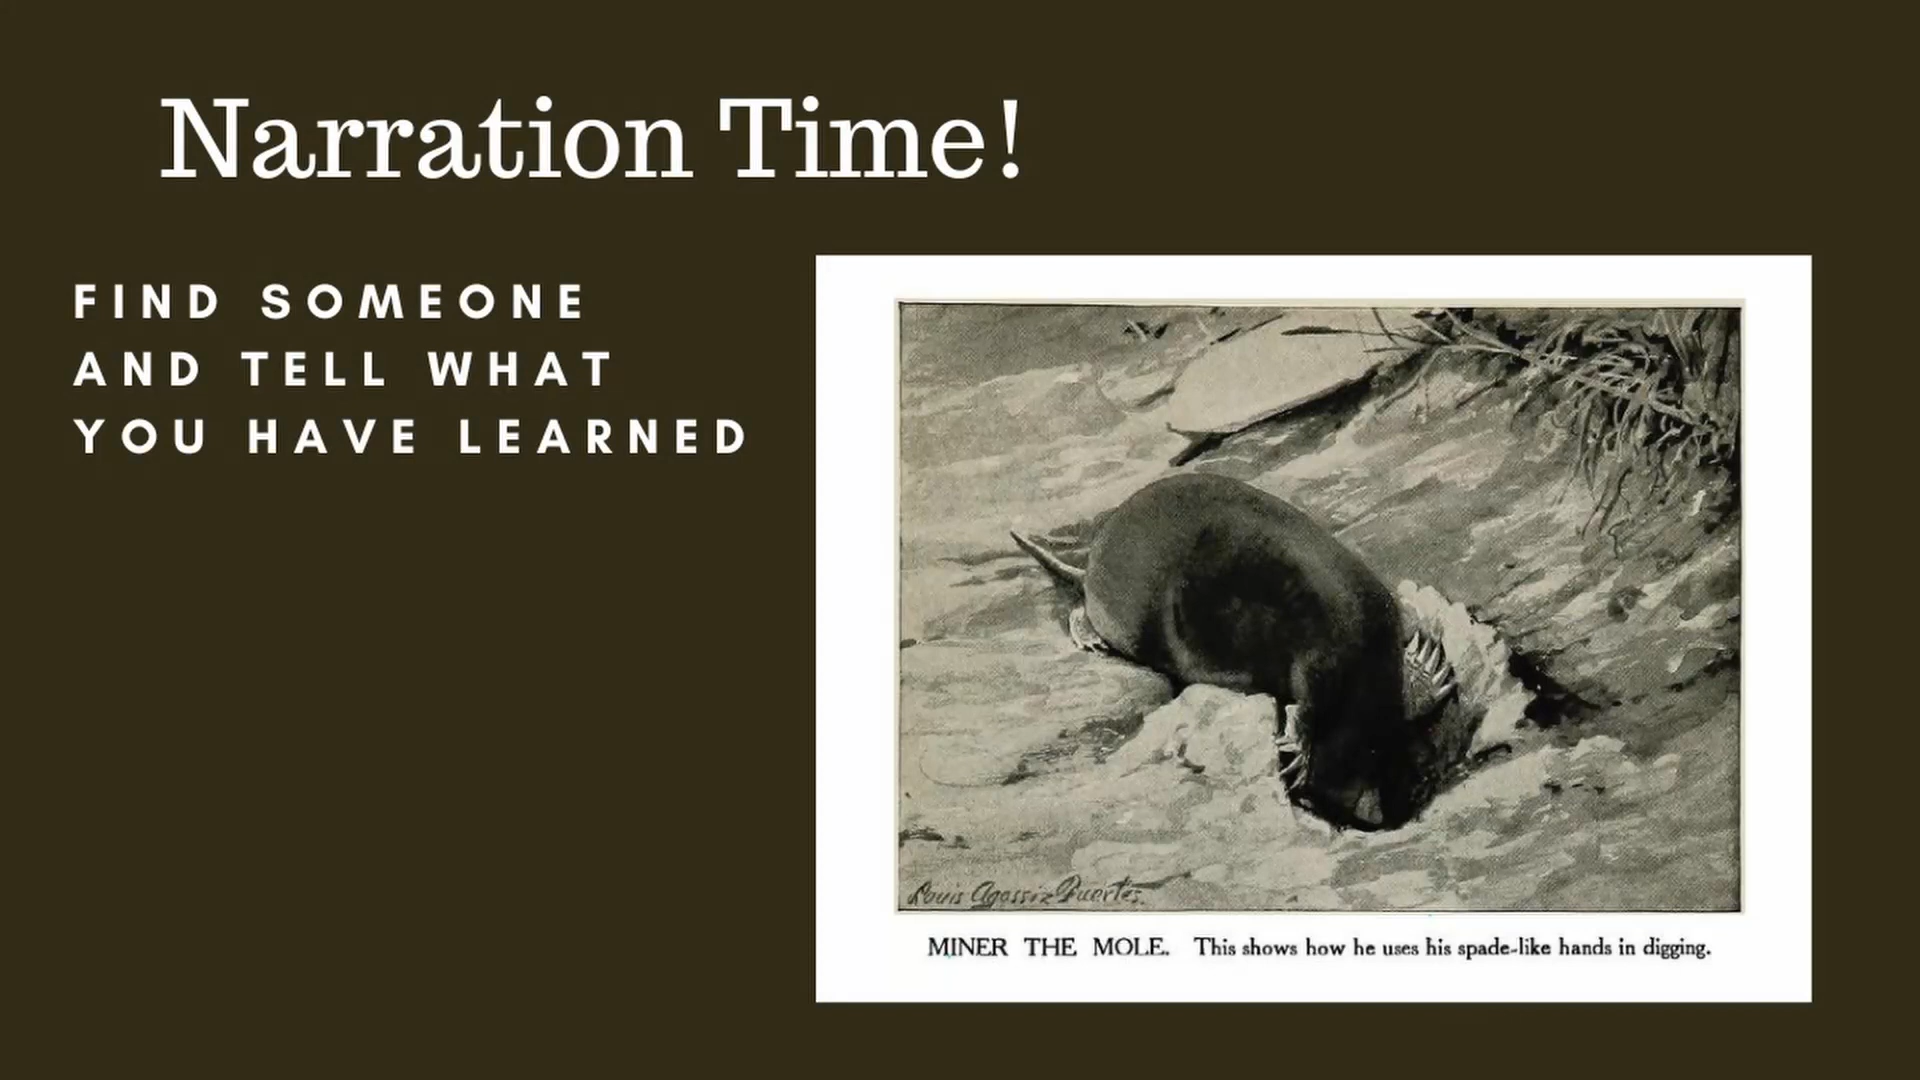 Narration Time!
FIND SOMEONE
AND TELL WHAT
YOU HAVE LEARNED
Louis Agassiz Fuertes.
MINER THE MOLE. This shows how he uses his spade-like hands in digging.